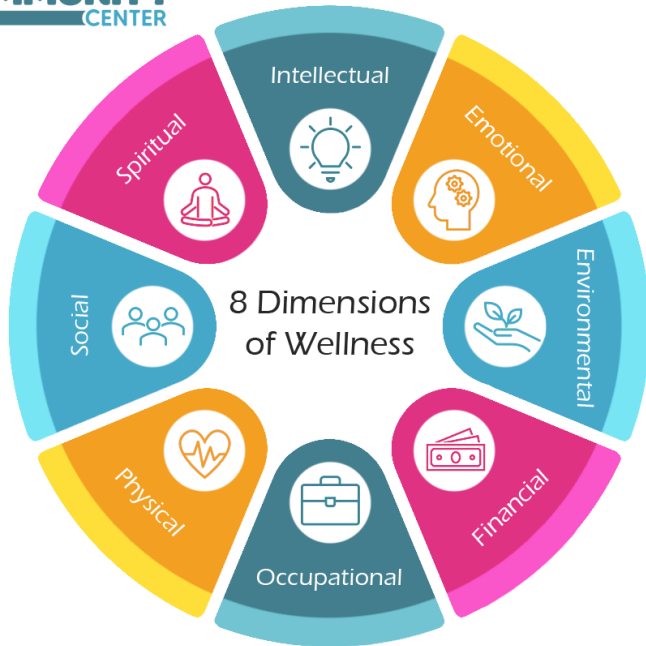 CENTER
Intellectual
Emotional
Environmental
Financial
Occupational
Physical
Social
Spiritual
8 Dimensions
of Wellness